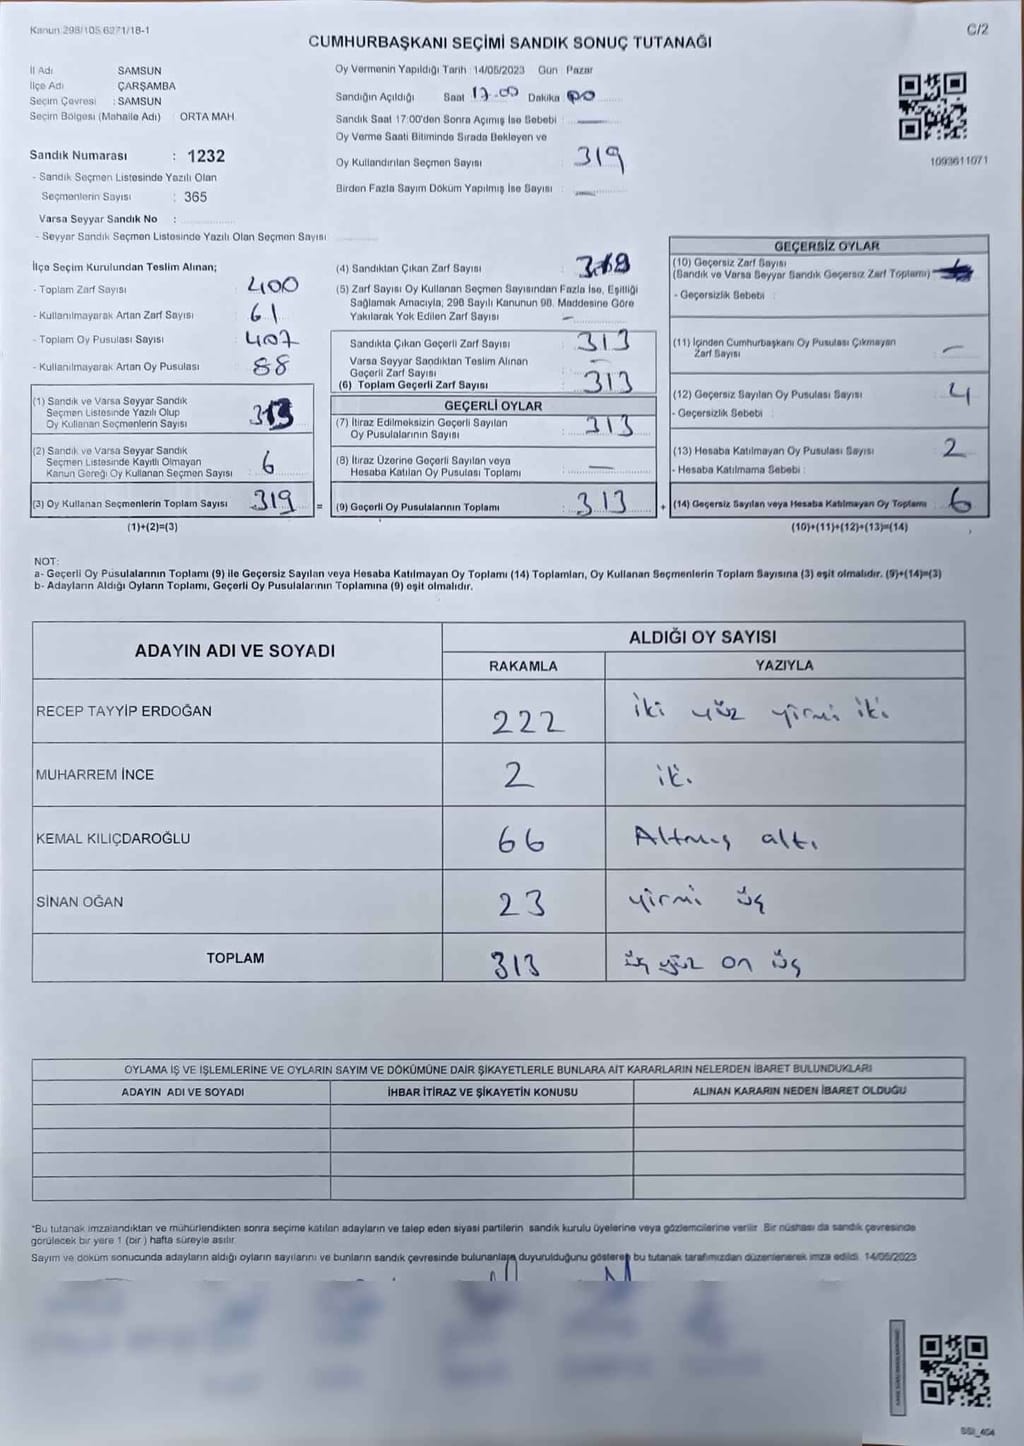 Kanun 298/105 6271/18-1
C/2
CUMHURBAŞKANI SEÇİMİ SANDIK SONUÇ TUTANAĞI
İl Adı SAMSUN
İlçe Adı ÇARŞAMBA
Seçim Çevresi : SAMSUN
Seçim Bölgesi (Mahalle Adı) : ORTA MAH.
Oy Vermenin Yapıldığı Tarih : 14/05/2023 Gün : Pazar
Sandığın Açıldığı Saat 17.00 Dakika 00
Sandık Saat 17:00'den Sonra Açımış İse Sebebi : —
Oy Verme Saati Bitiminde Sırada Bekleyen ve
Oy Kullandırılan Seçmen Sayısı : 319
Birden Fazla Sayım Döküm Yapılmış İse Sayısı : —
1093611071
Sandık Numarası : 1232
- Sandık Seçmen Listesinde Yazılı Olan
Seçmenlerin Sayısı : 365
Varsa Seyyar Sandık No :
- Seyyar Sandık Seçmen Listesinde Yazılı Olan Seçmen Sayısı :
İlçe Seçim Kurulundan Teslim Alınan;
- Toplam Zarf Sayısı : 400
- Kullanılmayarak Artan Zarf Sayısı : 61
- Toplam Oy Pusulası Sayısı : 407
- Kullanılmayarak Artan Oy Pusulası : 88
(1) Sandık ve Varsa Seyyar Sandık
Seçmen Listesinde Yazılı Olup
Oy Kullanan Seçmenlerin Sayısı : 313
(2) Sandık ve Varsa Seyyar Sandık
Seçmen Listesinde Kayıtlı Olmayan
Kanun Gereği Oy Kullanan Seçmen Sayısı : 6
(3) Oy Kullanan Seçmenlerin Toplam Sayısı : 319 =
(1)+(2)=(3)
(4) Sandıktan Çıkan Zarf Sayısı : 319
(5) Zarf Sayısı Oy Kullanan Seçmen Sayısından Fazla İse, Eşitliği
Sağlamak Amacıyla; 298 Sayılı Kanunun 98. Maddesine Göre
Yakılarak Yok Edilen Zarf Sayısı : —
Sandıkta Çıkan Geçerli Zarf Sayısı : 313
Varsa Seyyar Sandıktan Teslim Alınan
Geçerli Zarf Sayısı : —
(6) Toplam Geçerli Zarf Sayısı : 313
GEÇERLİ OYLAR
(7) İtiraz Edilmeksizin Geçerli Sayılan
Oy Pusulalarının Sayısı : 313
(8) İtiraz Üzerine Geçerli Sayılan veya
Hesaba Katılan Oy Pusulası Toplamı : —
(9) Geçerli Oy Pusulalarının Toplamı : 313 +
GEÇERSİZ OYLAR
(10) Geçersiz Zarf Sayısı
(Sandık ve Varsa Seyyar Sandık Geçersiz Zarf Toplamı) :
- Geçersizlik Sebebi :
(11) İçinden Cumhurbaşkanı Oy Pusulası Çıkmayan
Zarf Sayısı : —
(12) Geçersiz Sayılan Oy Pusulası Sayısı : 4
- Geçersizlik Sebebi :
(13) Hesaba Katılmayan Oy Pusulası Sayısı : 2
- Hesaba Katılmama Sebebi :
(14) Geçersiz Sayılan veya Hesaba Katılmayan Oy Toplamı : 6
(10)+(11)+(12)+(13)=(14)
NOT:
a- Geçerli Oy Pusulalarının Toplamı (9) ile Geçersiz Sayılan veya Hesaba Katılmayan Oy Toplamı (14) Toplamları, Oy Kullanan Seçmenlerin Toplam Sayısına (3) eşit olmalıdır. (9)+(14)=(3)
b- Adayların Aldığı Oyların Toplamı, Geçerli Oy Pusulalarının Toplamına (9) eşit olmalıdır.
ADAYIN ADI VE SOYADI
ALDIĞI OY SAYISI
RAKAMLA YAZIYLA
RECEP TAYYİP ERDOĞAN 222 iki yüz yirmi iki
MUHARREM İNCE 2 iki
KEMAL KILIÇDAROĞLU 66 Altmış altı
SİNAN OĞAN 23 yirmi üç
TOPLAM 313 üç yüz on üç
OYLAMA İŞ VE İŞLEMLERİNE VE OYLARIN SAYIM VE DÖKÜMÜNE DAİR ŞİKAYETLERLE BUNLARA AİT KARARLARIN NELERDEN İBARET BULUNDUKLARI
ADAYIN ADI VE SOYADI İHBAR İTİRAZ VE ŞİKAYETİN KONUSU ALINAN KARARIN NEDEN İBARET OLDUĞU
*Bu tutanak imzalandıktan ve mühürlendikten sonra seçime katılan adayların ve talep eden siyasi partilerin sandık kurulu üyelerine veya gözlemcilerine verilir. Bir nüshası da sandık çevresinde
görülecek bir yere 1 (bir ) hafta süreyle asılır.
Sayım ve döküm sonucunda adayların aldığı oyların sayılarını ve bunların sandık çevresinde bulunanlara duyurulduğunu gösteren bu tutanak tarafımızdan düzenlenerek imza edildi. 14/05/2023
SSI_404